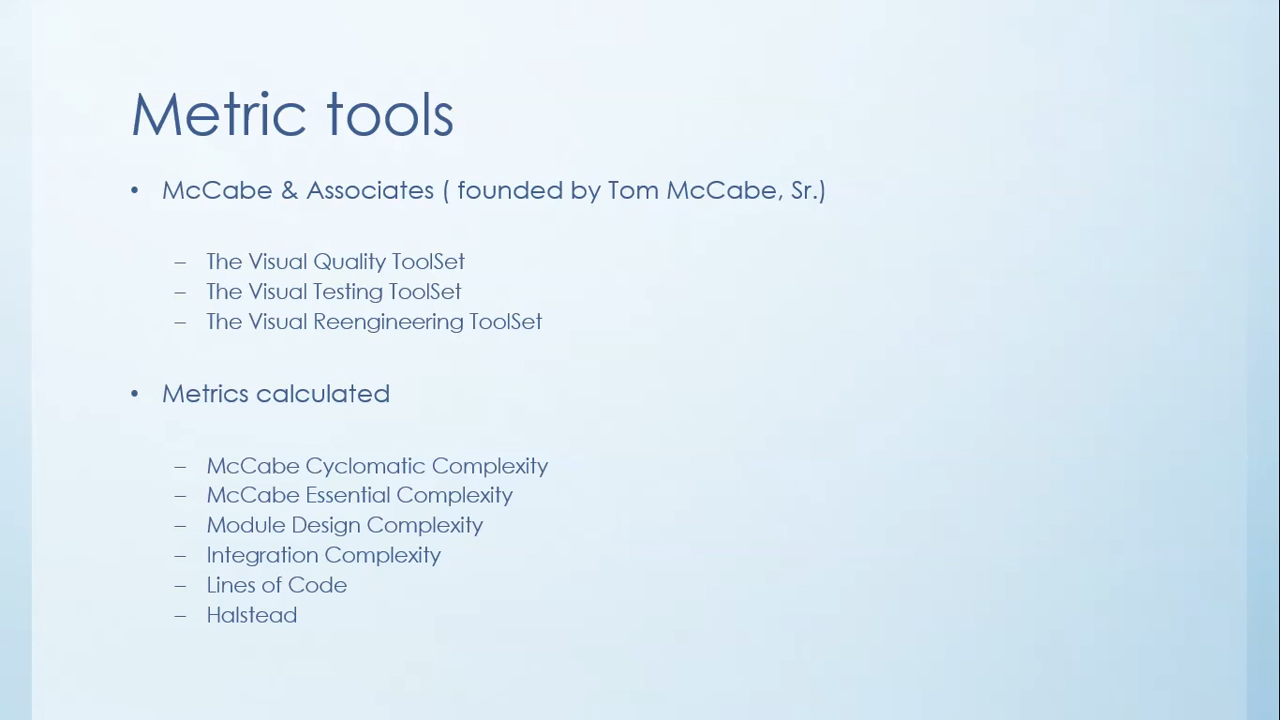 Metric tools
• McCabe & Associates ( founded by Tom McCabe, Sr.)
– The Visual Quality ToolSet
– The Visual Testing ToolSet
– The Visual Reengineering ToolSet
• Metrics calculated
– McCabe Cyclomatic Complexity
– McCabe Essential Complexity
– Module Design Complexity
– Integration Complexity
– Lines of Code
– Halstead